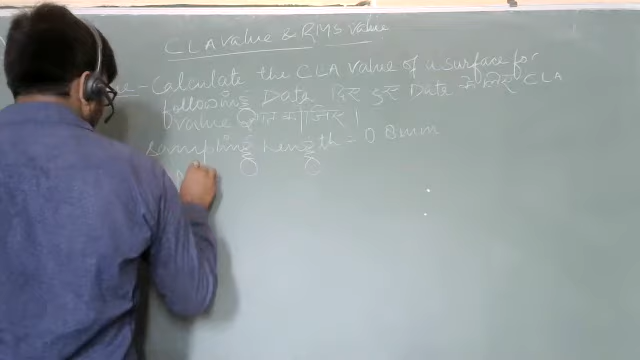 CLA value & RMS value
- Calculate the CLA value of a surface for
following Data दिए हुए Data के लिए CLA
value ज्ञात कीजिए।
sampling Length = 0.8mm